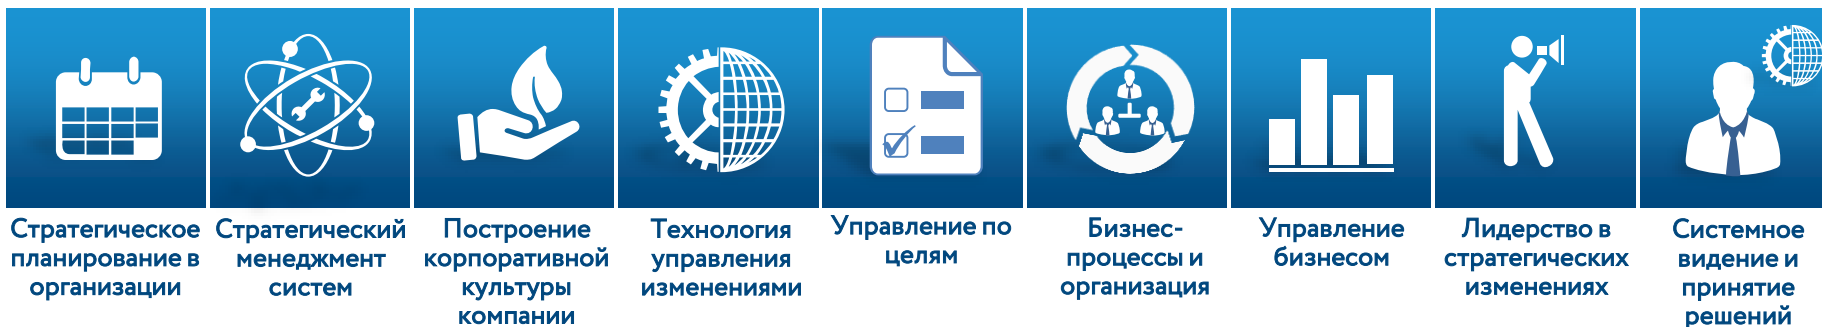 Стратегическое
планирование в
организации
Стратегический
менеджмент
систем
Построение
корпоративной
культуры
компании
Технология
управления
изменениями
Управление по
целям
Бизнес-
процессы и
организация
Управление
бизнесом
Лидерство в
стратегических
изменениях
Системное
видение и
принятие
решений